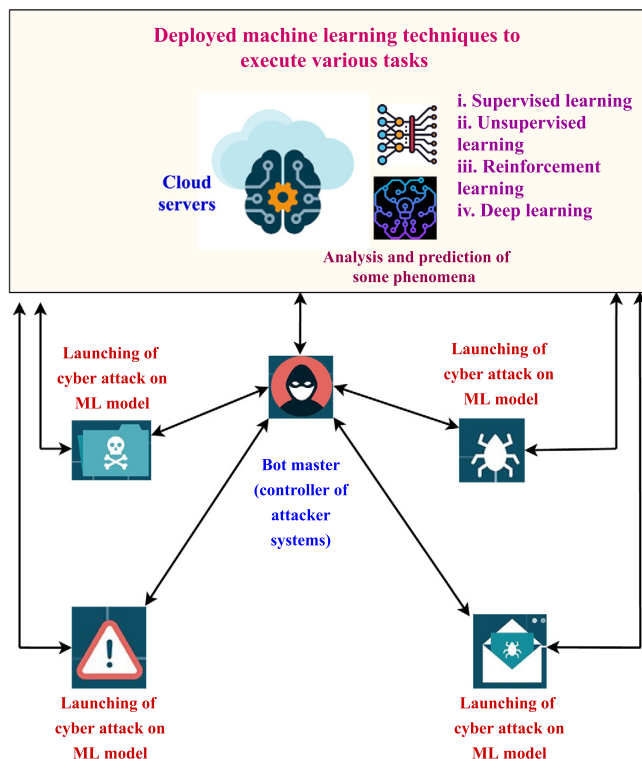 Deployed machine learning techniques to
execute various tasks
i. Supervised learning
ii. Unsupervised
learning
iii. Reinforcement
learning
iv. Deep learning
Cloud
servers
Analysis and prediction of
some phenomena
Launching of
cyber attack on
ML model
Launching of
cyber attack on
ML model
Bot master
(controller of
attacker
systems)
Launching of
cyber attack on
ML model
Launching of
cyber attack on
ML model